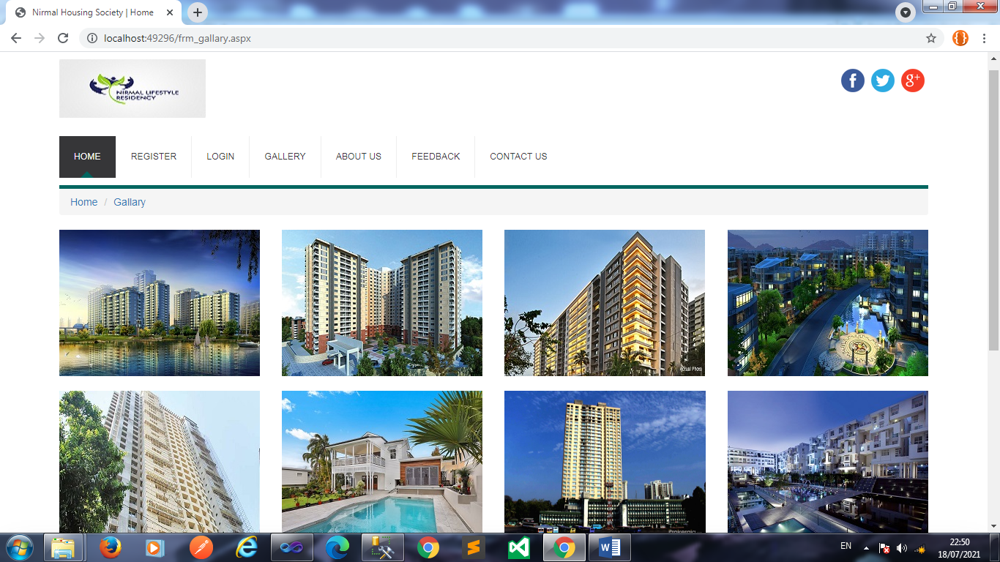 Nirmal Housing Society | Home
localhost:49296/frm_gallary.aspx
NIRMAL LIFESTYLE
RESIDENCY
HOME
REGISTER
LOGIN
GALLERY
ABOUT US
FEEDBACK
CONTACT US
Home / Gallary
Actual Photo
EN
22:50
18/07/2021